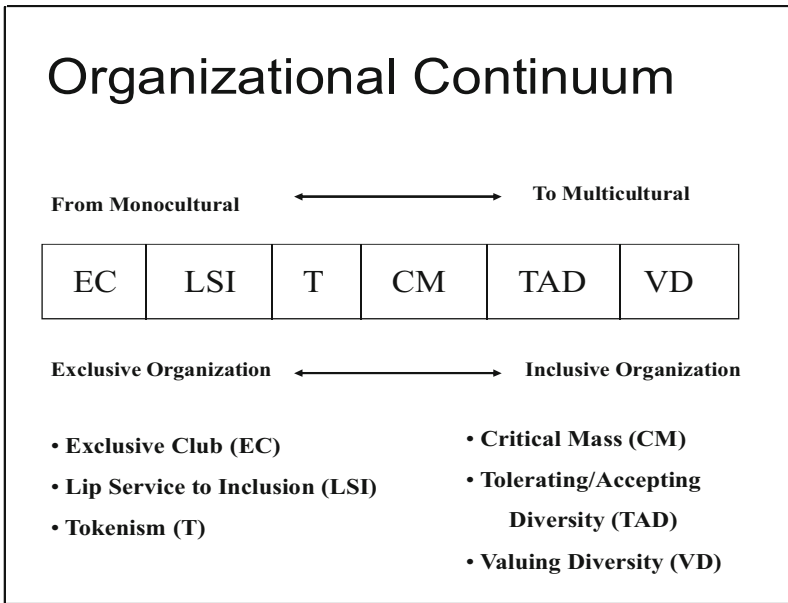 Organizational Continuum
From Monocultural
To Multicultural
EC LSI T CM TAD VD
Exclusive Organization
Inclusive Organization
• Exclusive Club (EC)
• Lip Service to Inclusion (LSI)
• Tokenism (T)
• Critical Mass (CM)
• Tolerating/Accepting
Diversity (TAD)
• Valuing Diversity (VD)